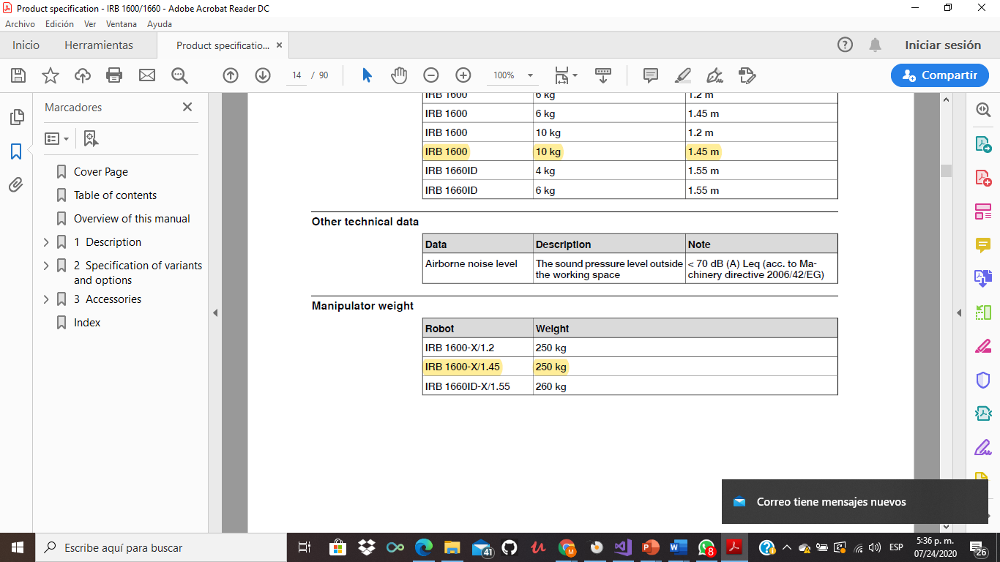 Product specification - IRB 1600/1660 - Adobe Acrobat Reader DC
Archivo Edición Ver Ventana Ayuda
Inicio Herramientas Product specificatio... Iniciar sesión
14 / 90 100% Compartir
Marcadores
Cover Page
Table of contents
Overview of this manual
1 Description
2 Specification of variants
and options
3 Accessories
Index
IRB 1600 6 kg 1.2 m
IRB 1600 6 kg 1.45 m
IRB 1600 10 kg 1.2 m
IRB 1600 10 kg 1.45 m
IRB 1660ID 4 kg 1.55 m
IRB 1660ID 6 kg 1.55 m
Other technical data
Data Description Note
Airborne noise level The sound pressure level outside < 70 dB (A) Leq (acc. to Ma-
the working space chinery directive 2006/42/EG)
Manipulator weight
Robot Weight
IRB 1600-X/1.2 250 kg
IRB 1600-X/1.45 250 kg
IRB 1660ID-X/1.55 260 kg
Correo tiene mensajes nuevos
Escribe aquí para buscar 41 M 8 ESP 5:36 p. m.
07/24/2020 26